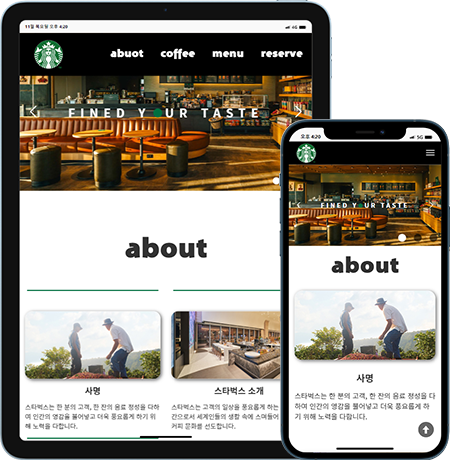 11월 목요일 오후 4:20
4G
abuot
coffee
menu
reserve
FINED Y UR TASTE
about
사명
스타벅스는 한 분의 고객, 한 잔의 음료 정성을 다하
여 인간의 영감을 불어넣고 더욱 풍요롭게 하기
위해 노력을 다합니다.
스타벅스 소개
스타벅스는 고객의 일상을 풍요롭게 하는
간으로서 세계인들의 생활 속에 스며들어
커피 문화를 선도합니다.
오후 4:20
5G
FINED Y UR TASTE
about
사명
스타벅스는 한 분의 고객, 한 잔의 음료 정성을 다하
여 인간의 영감을 불어넣고 더욱 풍요롭게 하
기 위해 노력을 다합니다.